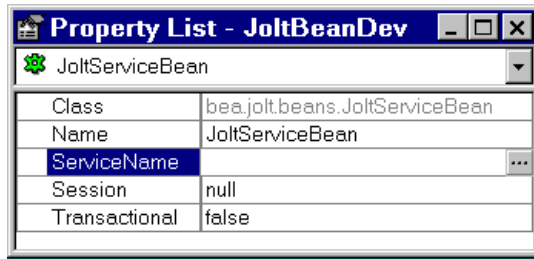 Property List - JoltBeanDev
JoltServiceBean
Class bea.jolt.beans.JoltServiceBean
Name JoltServiceBean
ServiceName ...
Session null
Transactional false